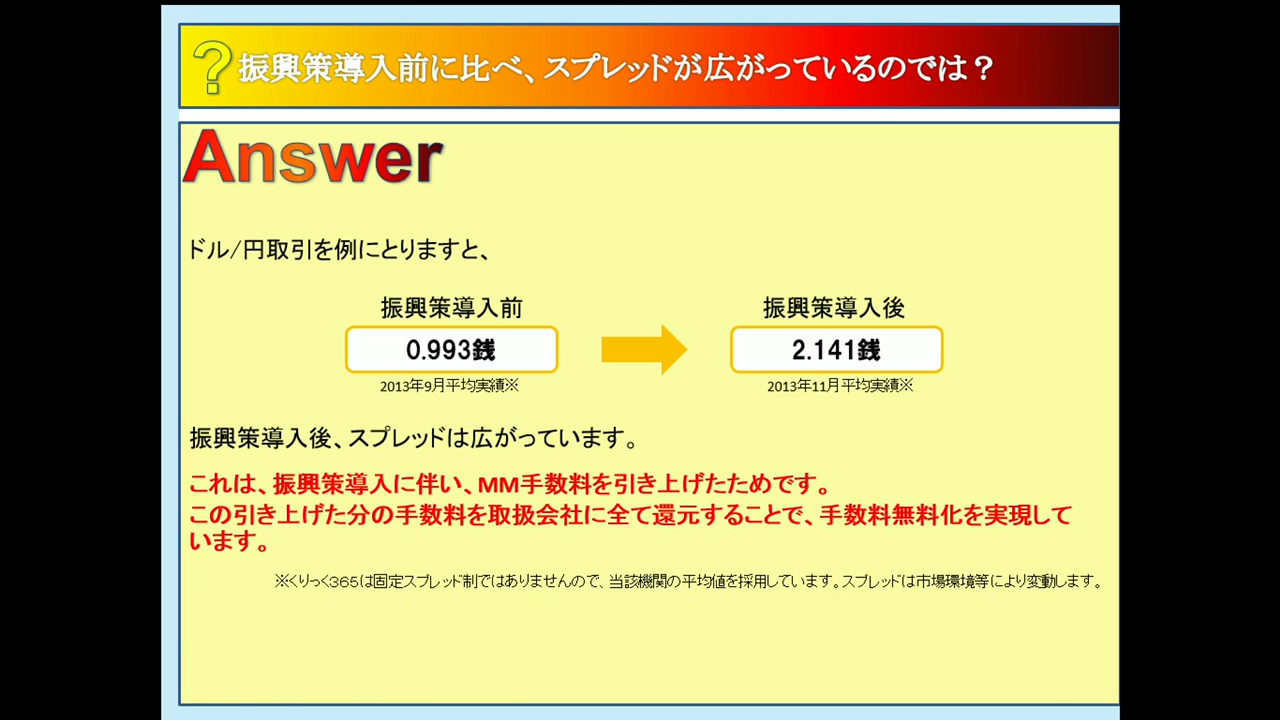 ?振興策導入前に比べ、スプレッドが広がっているのでは？
Answer
ドル/円取引を例にとりますと、
振興策導入前
振興策導入後
0.993銭
2.141銭
2013年9月平均実績※
2013年11月平均実績※
振興策導入後、スプレッドは広がっています。
これは、振興策導入に伴い、MM手数料を引き上げたためです。
この引き上げた分の手数料を取扱会社に全て還元することで、手数料無料化を実現して
います。
※くりっく365は固定スプレッド制ではありませんので、当該機関の平均値を採用しています。スプレッドは市場環境等により変動します。